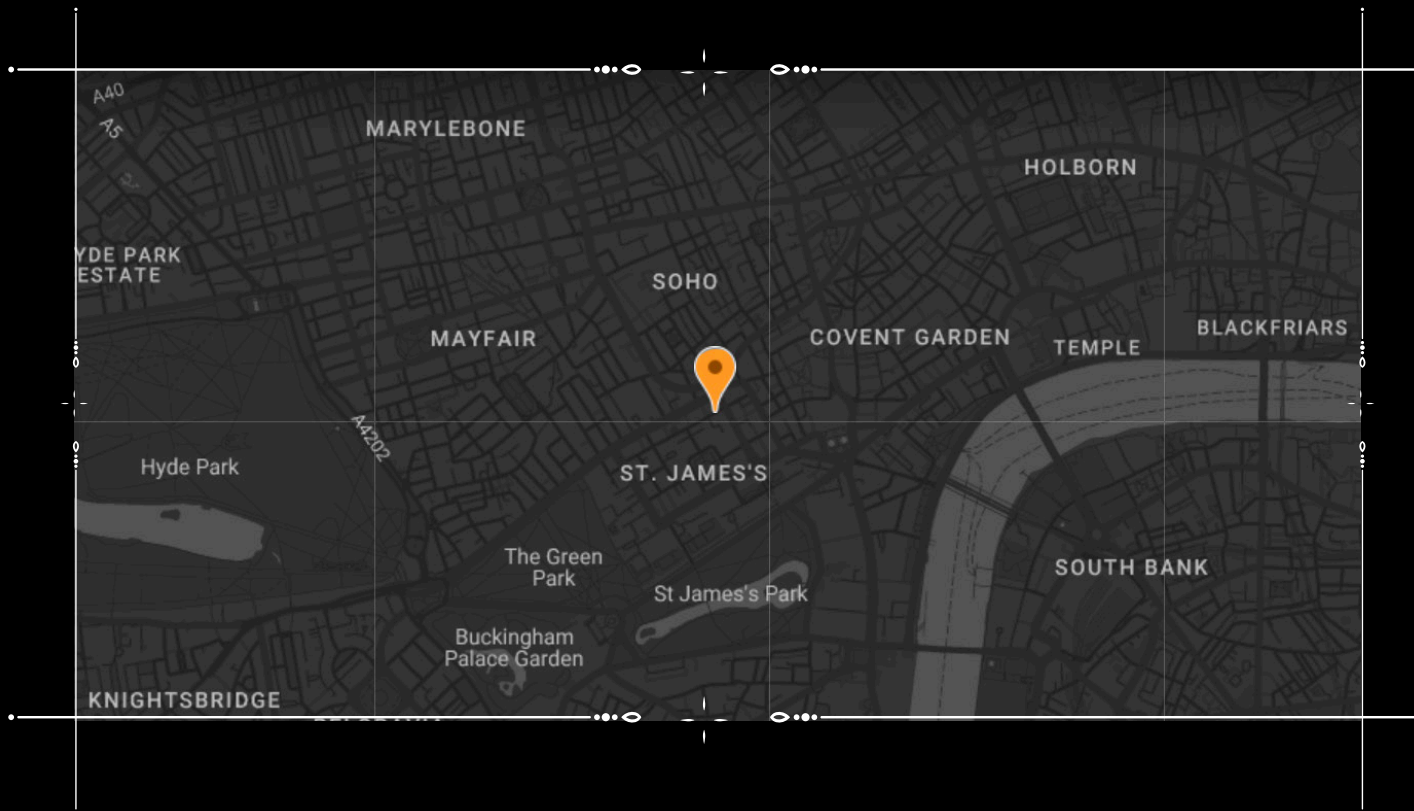 A40
A5
MARYLEBONE
HOLBORN
YDE PARK
ESTATE
SOHO
MAYFAIR
COVENT GARDEN
TEMPLE
BLACKFRIARS
A4202
Hyde Park
ST. JAMES'S
The Green
Park
St James's Park
SOUTH BANK
Buckingham
Palace Garden
KNIGHTSBRIDGE
BELGRAVIA